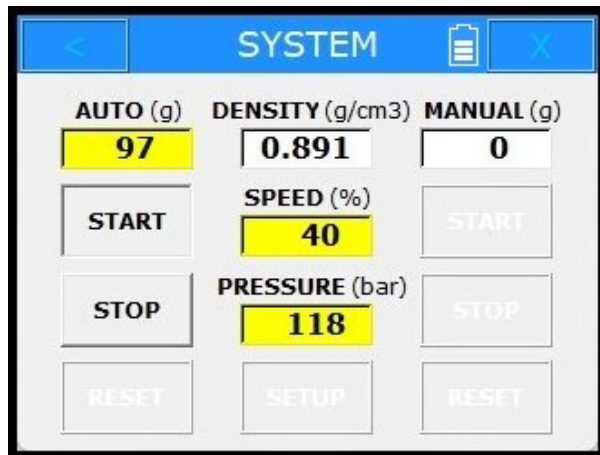 < SYSTEM X
AUTO (g) DENSITY (g/cm3) MANUAL (g)
97 0.891 0
START SPEED (%) START
40
STOP PRESSURE (bar) STOP
118
RESET SETUP RESET